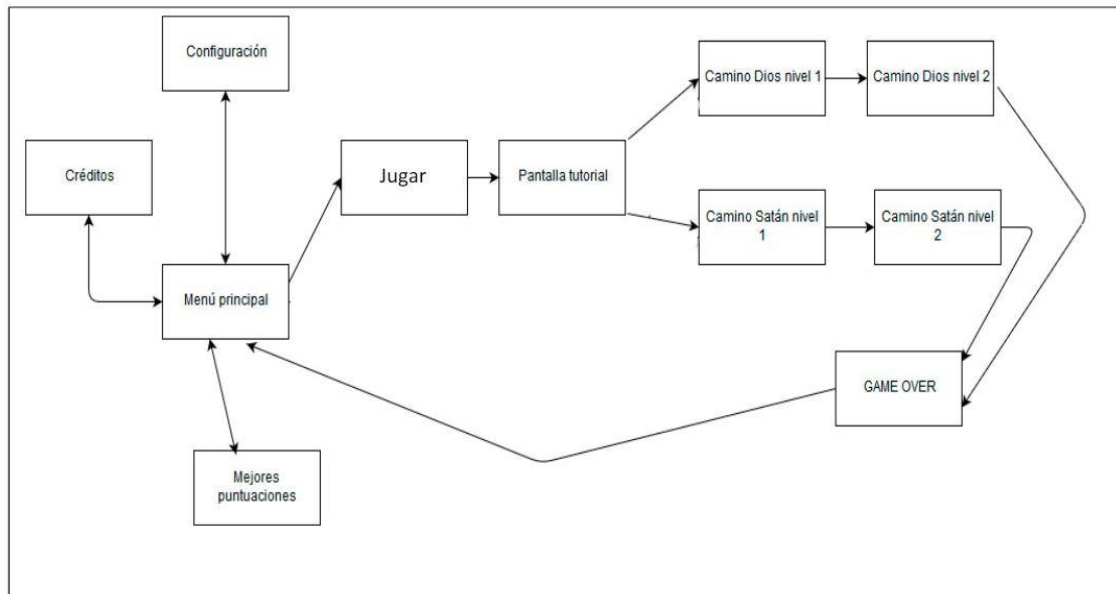 Configuración
Camino Dios nivel 1
Camino Dios nivel 2
Créditos
Jugar
Pantalla tutorial
Camino Satán nivel
1
Camino Satán nivel
2
Menú principal
GAME OVER
Mejores
puntuaciones